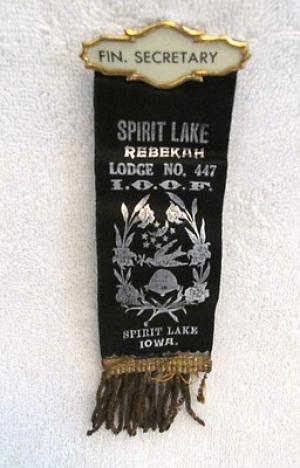 FIN. SECRETARY
SPIRIT LAKE
REBEKAH
LODGE NO. 447
I.O.O.F.
SPIRIT LAKE
IOWA.